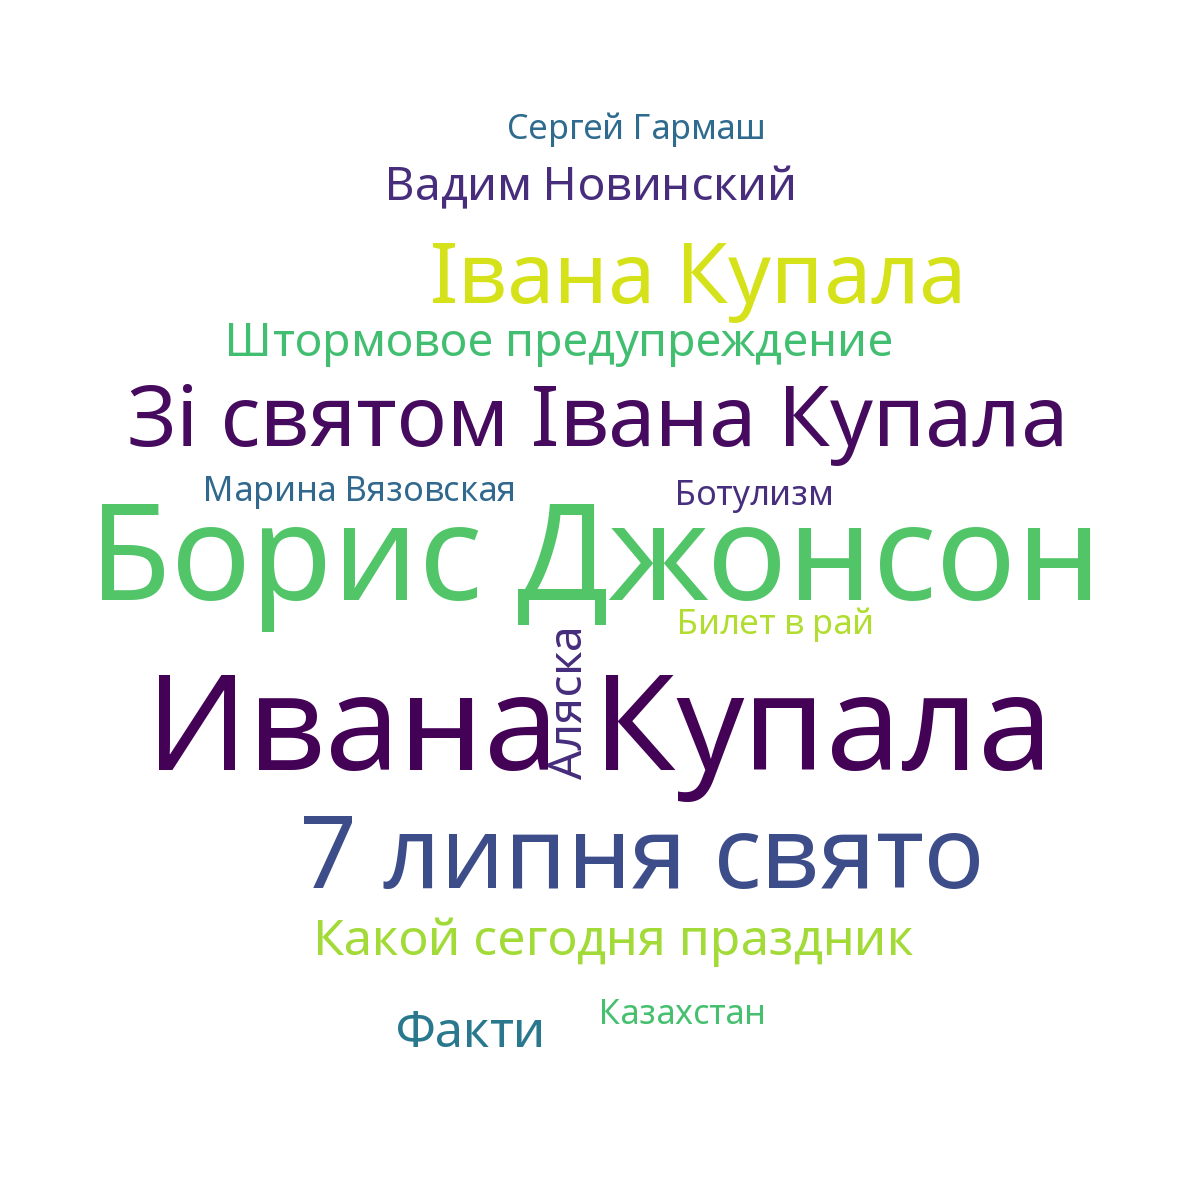 Сергей Гармаш
Вадим Новинский
Івана Купала
Штормовое предупреждение
Зі святом Івана Купала
Марина Вязовская
Ботулизм
Борис Джонсон
Билет в рай
Аляска
Ивана Купала
7 липня свято
Какой сегодня праздник
Казахстан
Факти